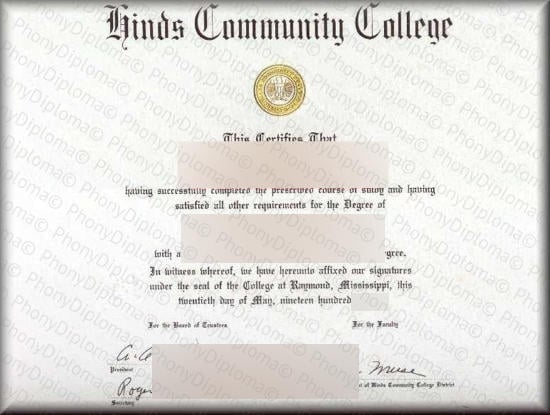 Hinds Community College
This Certifies That
having successfully completed the prescribed course of study and having
satisfied all other requirements for the Degree of
with a
In witness whereof, we have hereunto affixed our signatures
under the seal of the College at Raymond, Mississippi, this
twentieth day of May, nineteen hundred
For the Board of Trustees For the Faculty
President
Roger
of Hinds Community College District
Secretary
PhonyDiploma©